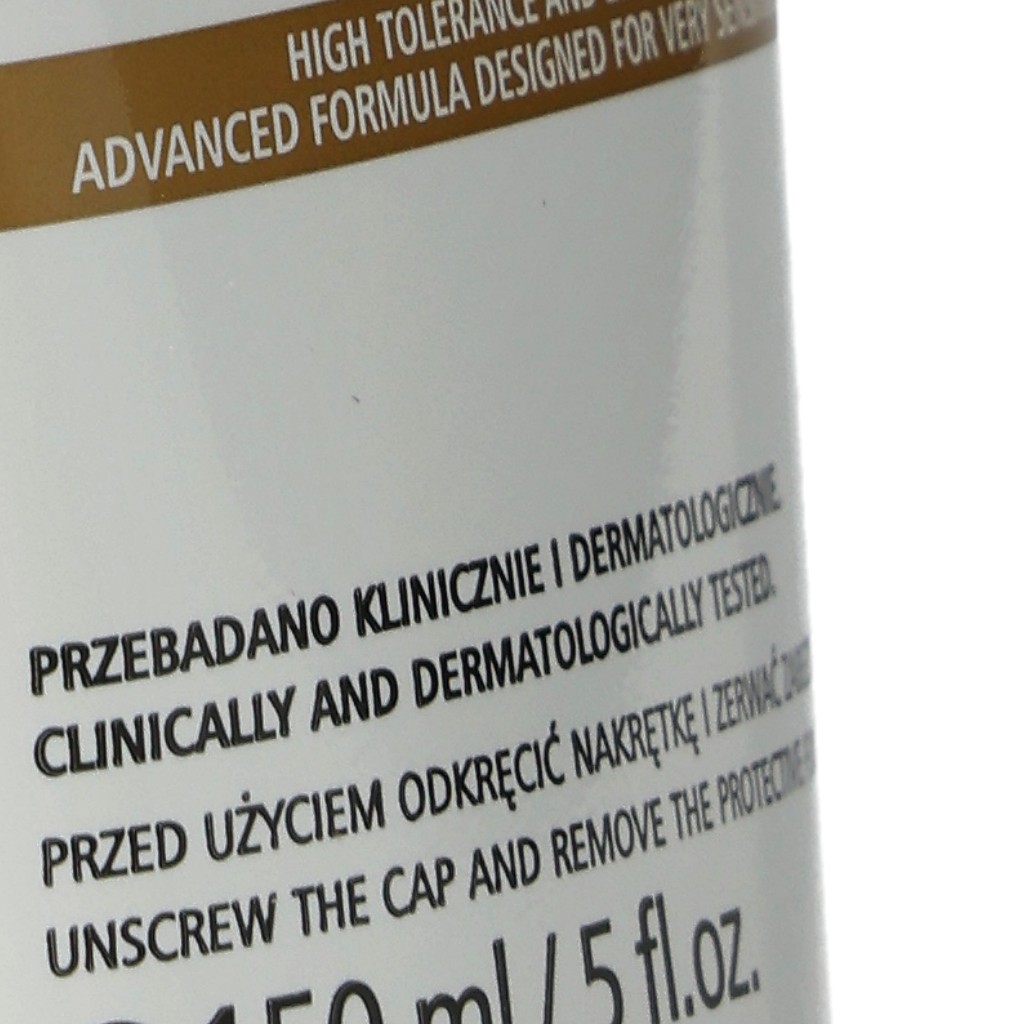 HIGH TOLERANCE AND
ADVANCED FORMULA DESIGNED FOR VERY
PRZEBADANO KLINICZNIE I DERMATOLOGICZNIE.
CLINICALLY AND DERMATOLOGICALLY TESTED.
PRZED UŻYCIEM ODKRĘCIĆ NAKRĘTKĘ I ZERWAĆ
UNSCREW THE CAP AND REMOVE THE PROTECTIVE
150 ml / 5 fl.oz.